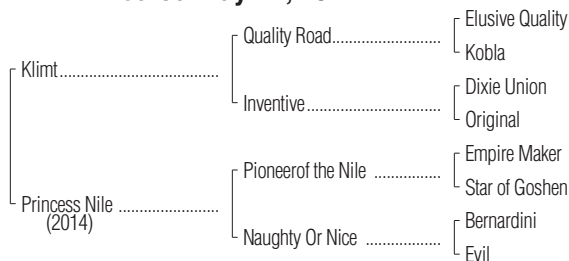 Elusive Quality
Quality Road
Kobla
Klimt
Dixie Union
Inventive
Original
Empire Maker
Pioneerof the Nile
Star of Goshen
Princess Nile
(2014)
Bernardini
Naughty Or Nice
Evil